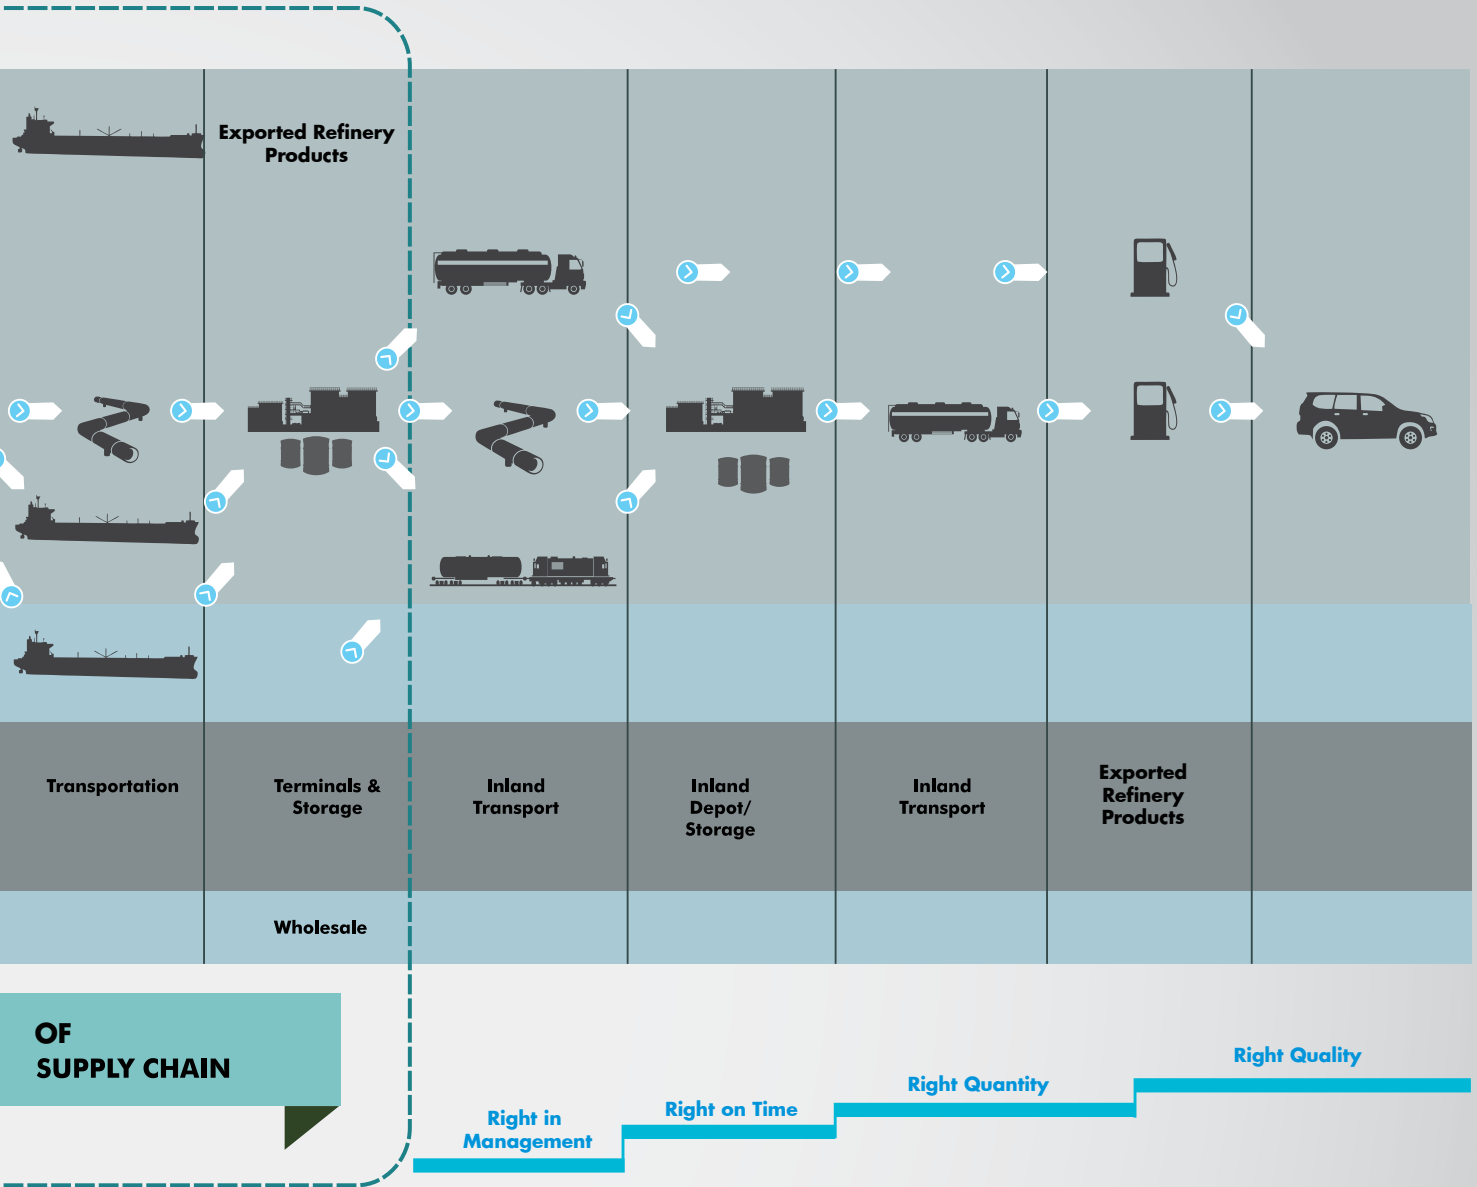 Exported Refinery
Products
Transportation
Terminals &
Storage
Inland
Transport
Inland
Depot/
Storage
Inland
Transport
Exported
Refinery
Products
Wholesale
OF
SUPPLY CHAIN
Right in
Management
Right on Time
Right Quantity
Right Quality